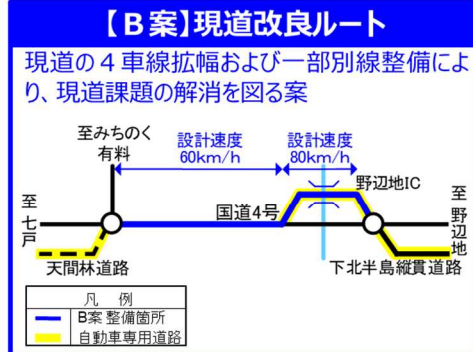 【B案】現道改良ルート
現道の４車線拡幅および一部別線整備によ
り、現道課題の解消を図る案
至みちのく
有料
設計速度
60km/h
設計速度
80km/h
野辺地IC
至七戸
国道4号
至野辺地
天間林道路
下北半島縦貫道路
凡 例
B案 整備箇所
自動車専用道路